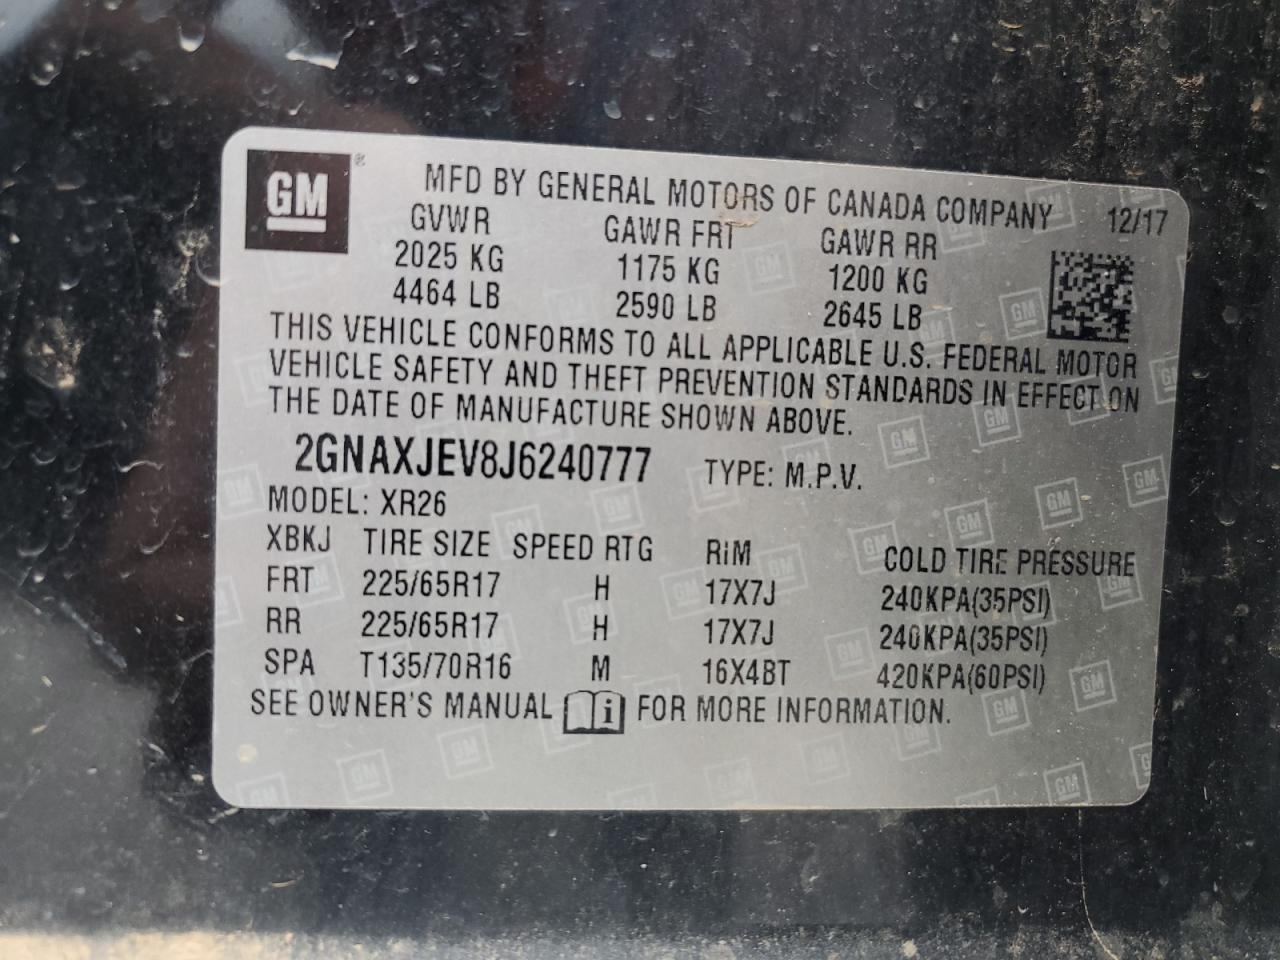 GM ®
MFD BY GENERAL MOTORS OF CANADA COMPANY 12/17
GVWR GAWR FRT GAWR RR
2025 KG 1175 KG 1200 KG
4464 LB 2590 LB 2645 LB
THIS VEHICLE CONFORMS TO ALL APPLICABLE U.S. FEDERAL MOTOR
VEHICLE SAFETY AND THEFT PREVENTION STANDARDS IN EFFECT ON
THE DATE OF MANUFACTURE SHOWN ABOVE.
2GNAXJEV8J6240777 TYPE: M.P.V.
MODEL: XR26
XBKJ TIRE SIZE SPEED RTG RIM COLD TIRE PRESSURE
FRT 225/65R17 H 17X7J 240KPA(35PSI)
RR 225/65R17 H 17X7J 240KPA(35PSI)
SPA T135/70R16 M 16X4BT 420KPA(60PSI)
SEE OWNER'S MANUAL i FOR MORE INFORMATION.